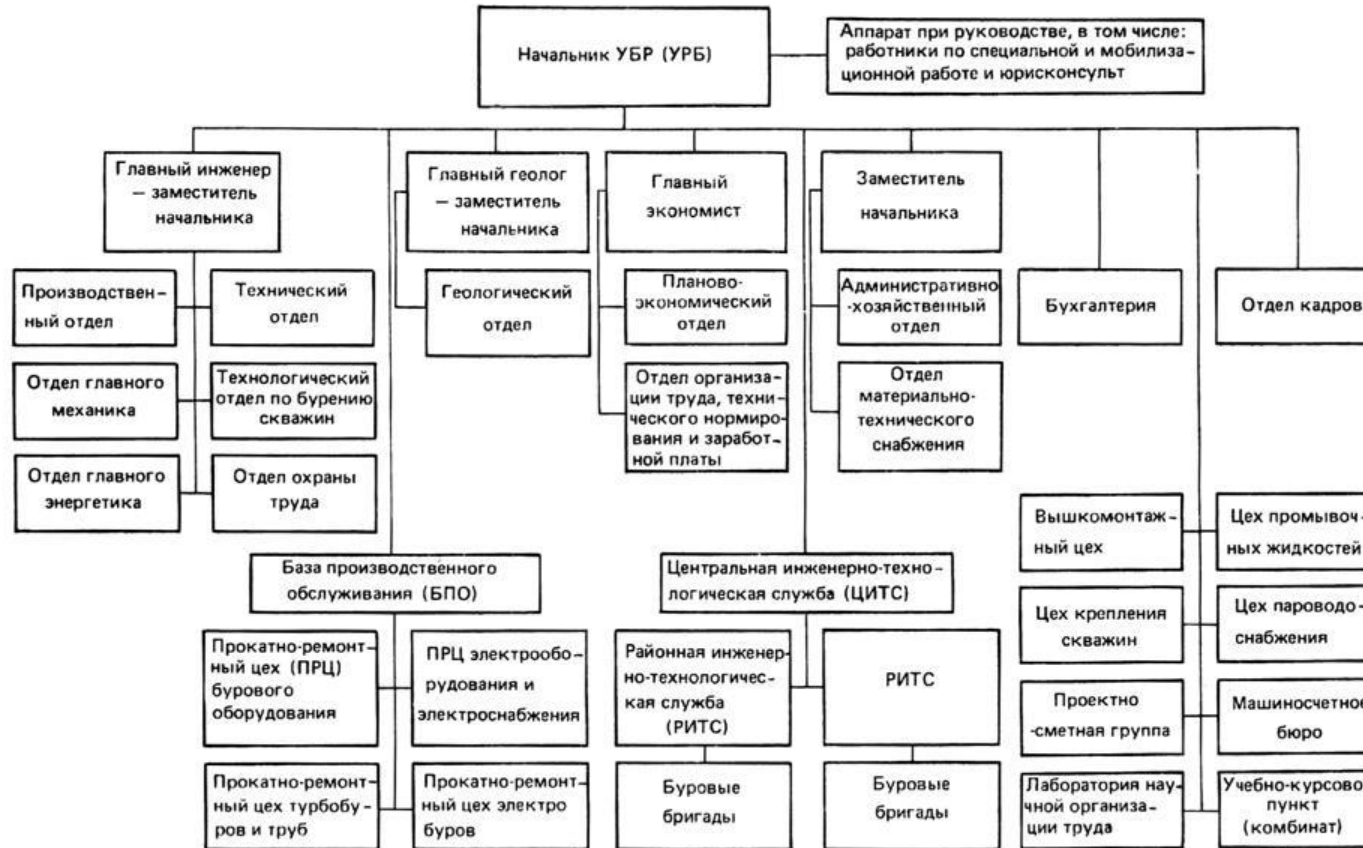 Начальник УБР (УРБ)
Аппарат при руководстве, в том числе:
работники по специальной и мобилиза-
ционной работе и юрисконсульт
Главный инженер
— заместитель
начальника
Главный геолог
— заместитель
начальника
Главный
экономист
Заместитель
начальника
Производствен-
ный отдел
Технический
отдел
Геологический
отдел
Планово-
экономический
отдел
Административно
-хозяйственный
отдел
Бухгалтерия
Отдел кадров
Отдел главного
механика
Технологический
отдел по бурению
скважин
Отдел организа-
ции труда, техни-
ческого нормиро-
вания и заработ-
ной платы
Отдел
материально-
технического
снабжения
Отдел главного
энергетика
Отдел охраны
труда
База производственного
обслуживания (БПО)
Центральная инженерно-техно-
логическая служба (ЦИТС)
Вышкомонтаж-
ный цех
Цех промывоч-
ных жидкостей
Прокатно-ремонт-
ный цех (ПРЦ)
бурового
оборудования
ПРЦ электрообо-
рудования и
электроснабжения
Районная инженер-
но-технологичес-
кая служба
(РИТС)
РИТС
Цех крепления
скважин
Цех пароводо-
снабжения
Проектно
-сметная группа
Машиносчетное
бюро
Прокатно-ремонт-
ный цех турбобу-
ров и труб
Прокатно-ремонт-
ный цех электро
буров
Буровые
бригады
Буровые
бригады
Лаборатория нау-
чной организа-
ции труда
Учебно-курсово
пункт
(комбинат)